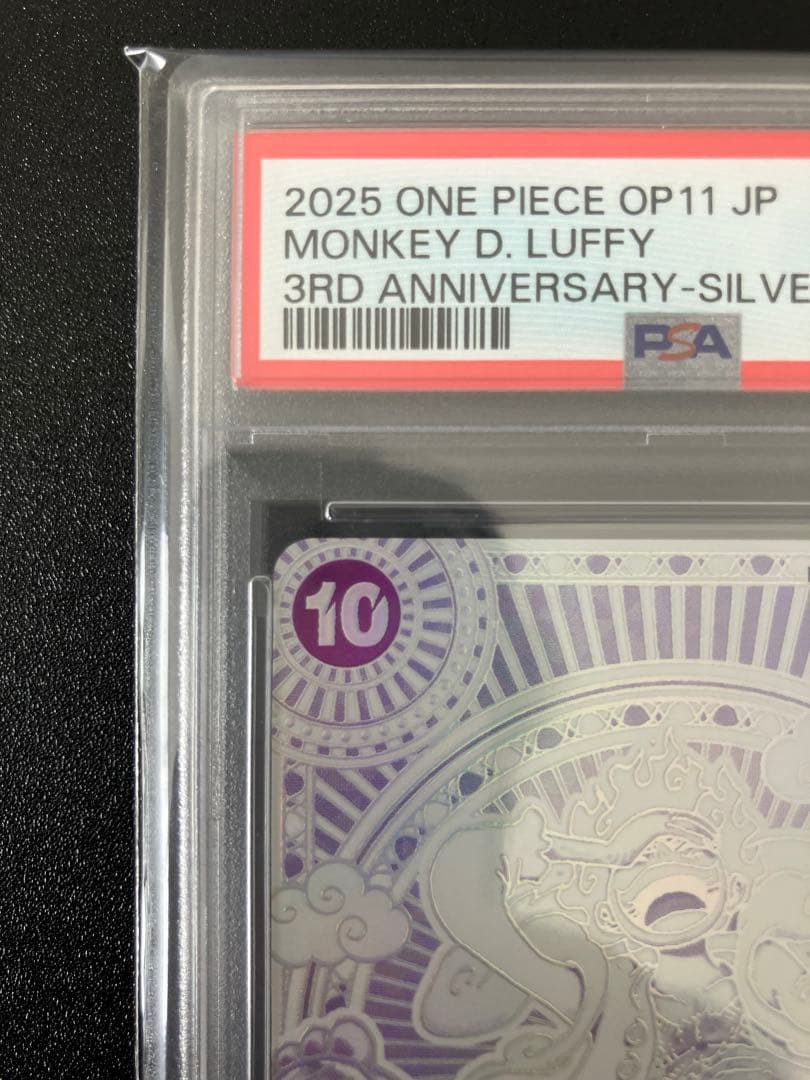 2025 ONE PIECE OP11 JP
MONKEY D. LUFFY
3RD ANNIVERSARY-SILVE
PSA
10